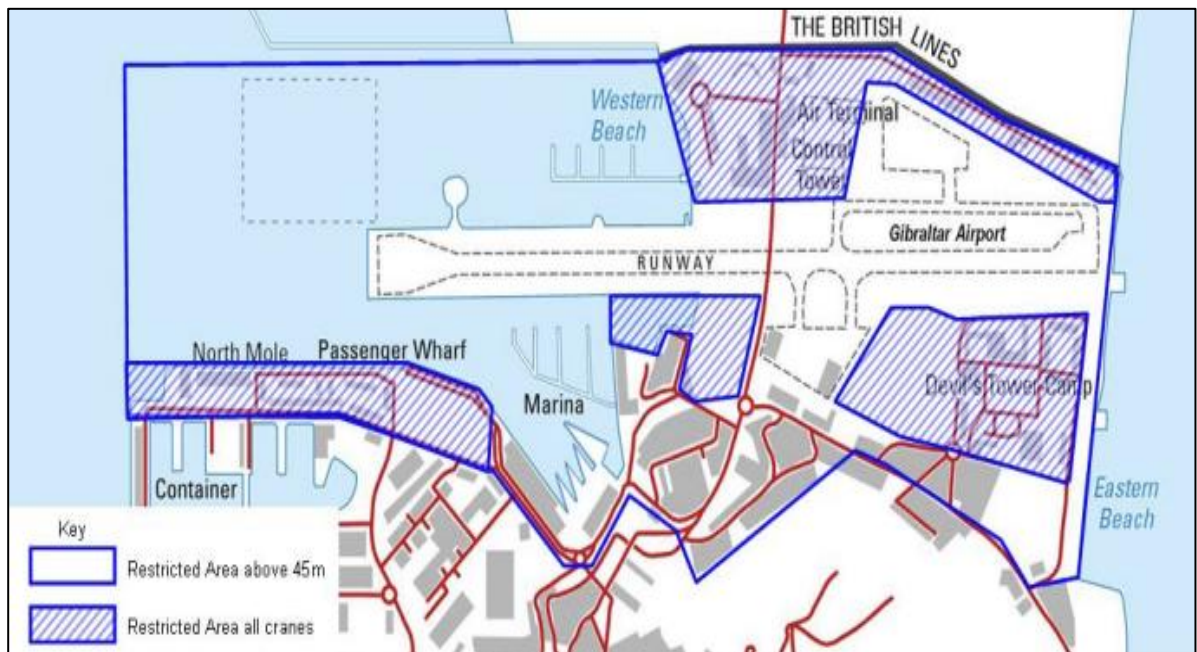 THE BRITISH LINES
Western
Beach
Air Terminal
Control
Tower
Gibraltar Airport
RUNWAY
North Mole
Passenger Wharf
Marina
Devil's Tower Camp
Container
Eastern
Beach
Key
Restricted Area above 45m
Restricted Area all cranes